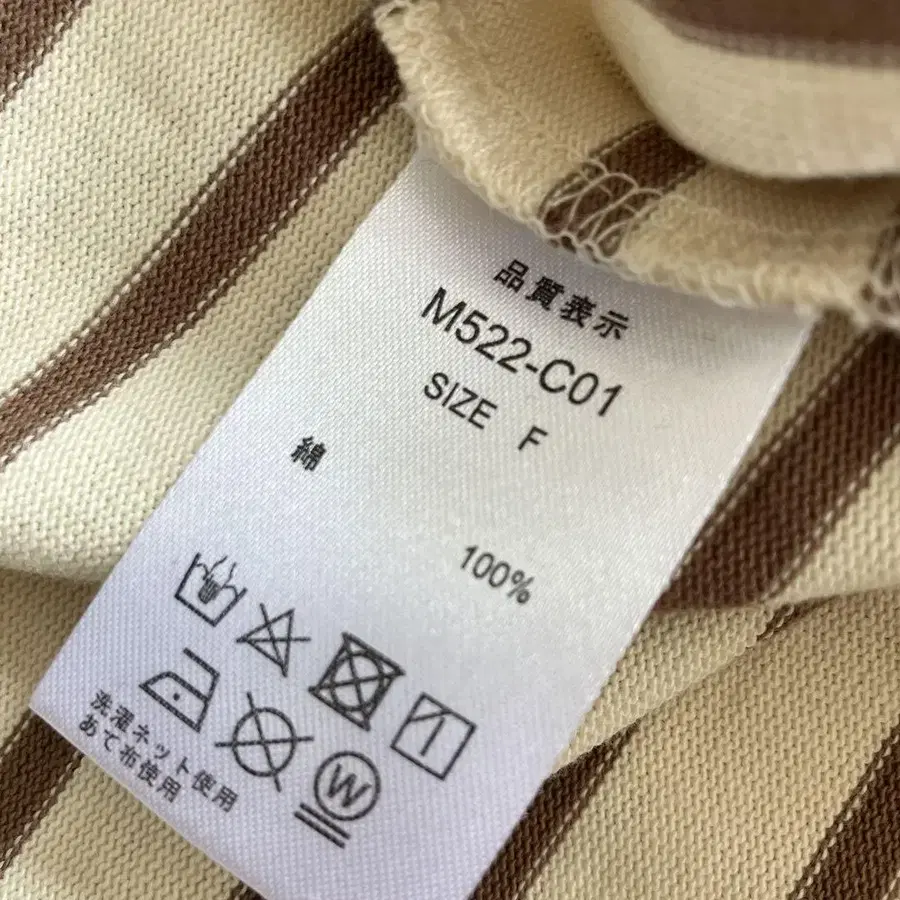 品質表示
M522-C01
SIZE F
綿 100%
W
洗濯ネット使用
あて布使用